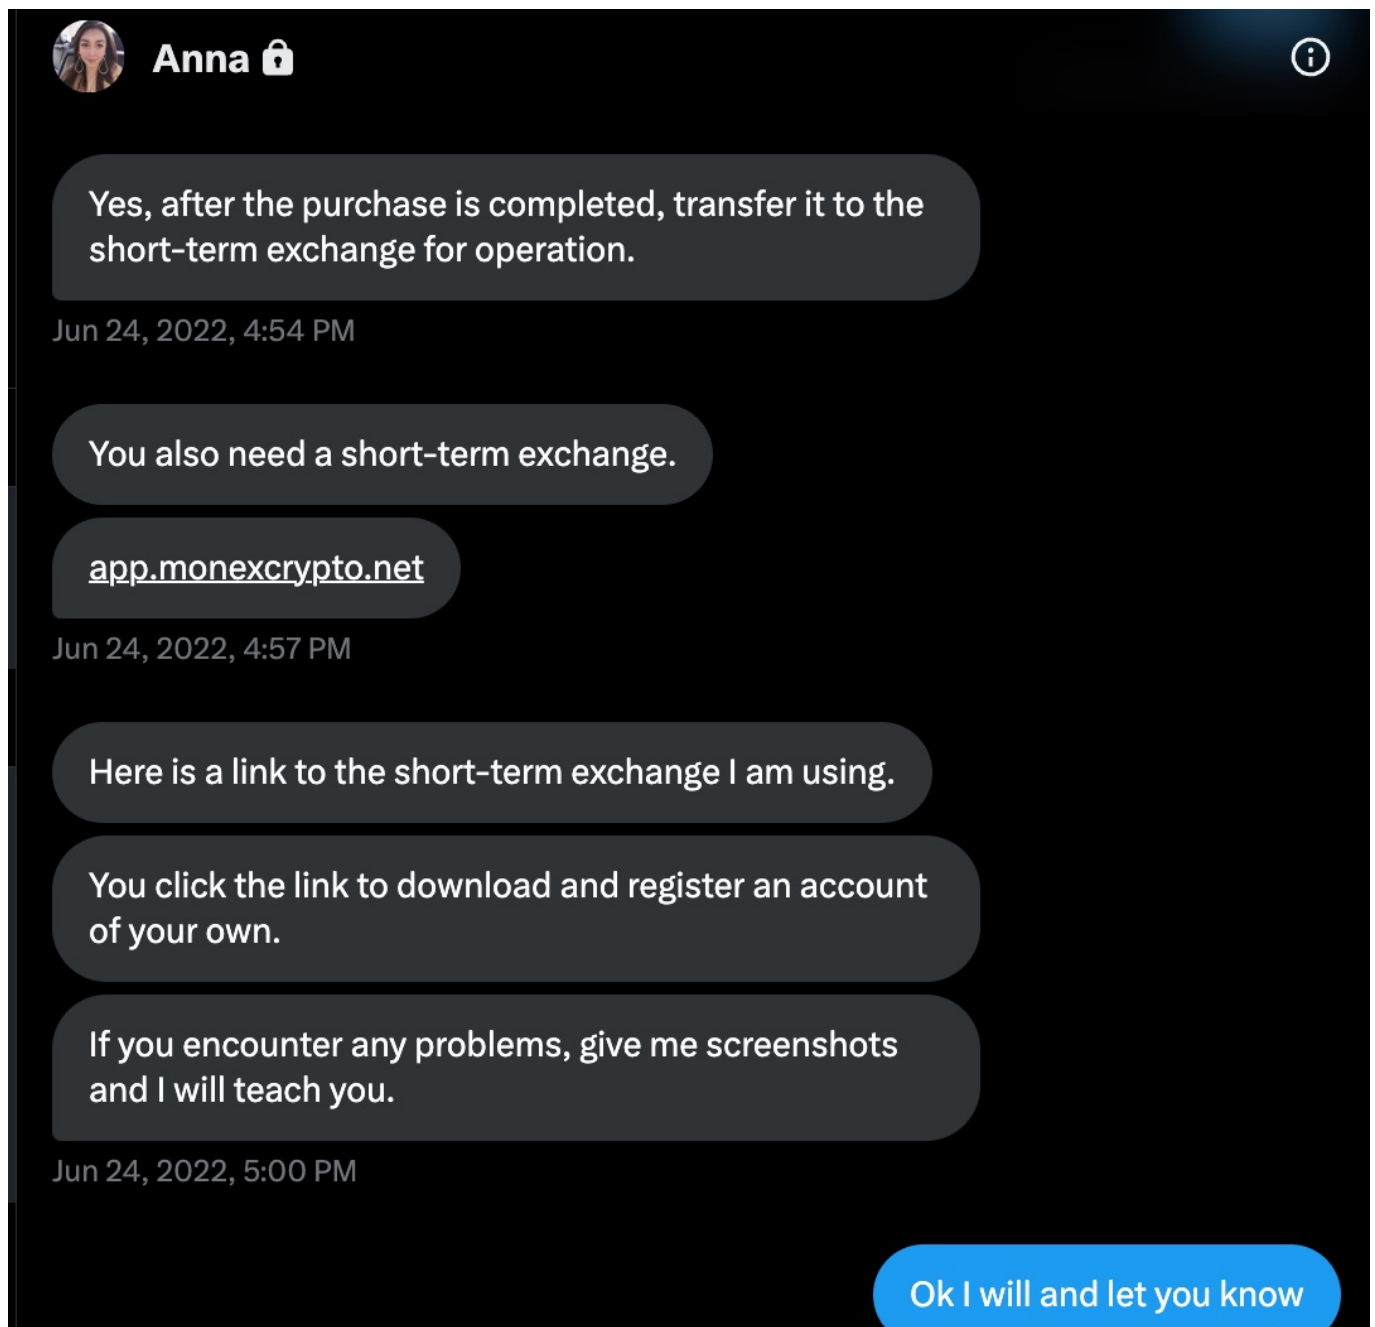 Anna
Yes, after the purchase is completed, transfer it to the
short-term exchange for operation.
Jun 24, 2022, 4:54 PM
You also need a short-term exchange.
app.monexcrypto.net
Jun 24, 2022, 4:57 PM
Here is a link to the short-term exchange I am using.
You click the link to download and register an account
of your own.
If you encounter any problems, give me screenshots
and I will teach you.
Jun 24, 2022, 5:00 PM
Ok I will and let you know